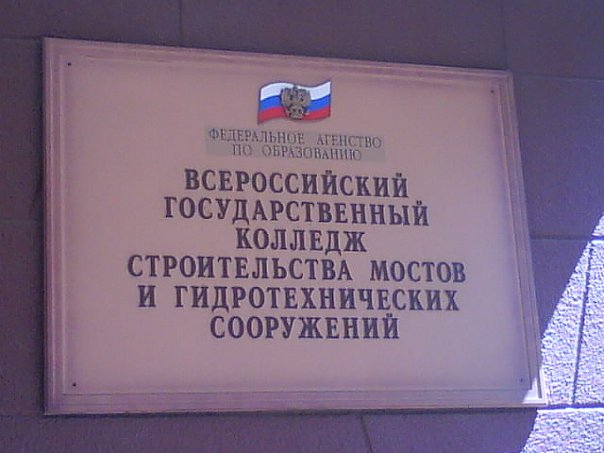 ФЕДЕРАЛЬНОЕ АГЕНСТВО
ПО ОБРАЗОВАНИЮ
ВСЕРОССИЙСКИЙ
ГОСУДАРСТВЕННЫЙ
КОЛЛЕДЖ
СТРОИТЕЛЬСТВА МОСТОВ
И ГИДРОТЕХНИЧЕСКИХ
СООРУЖЕНИЙ